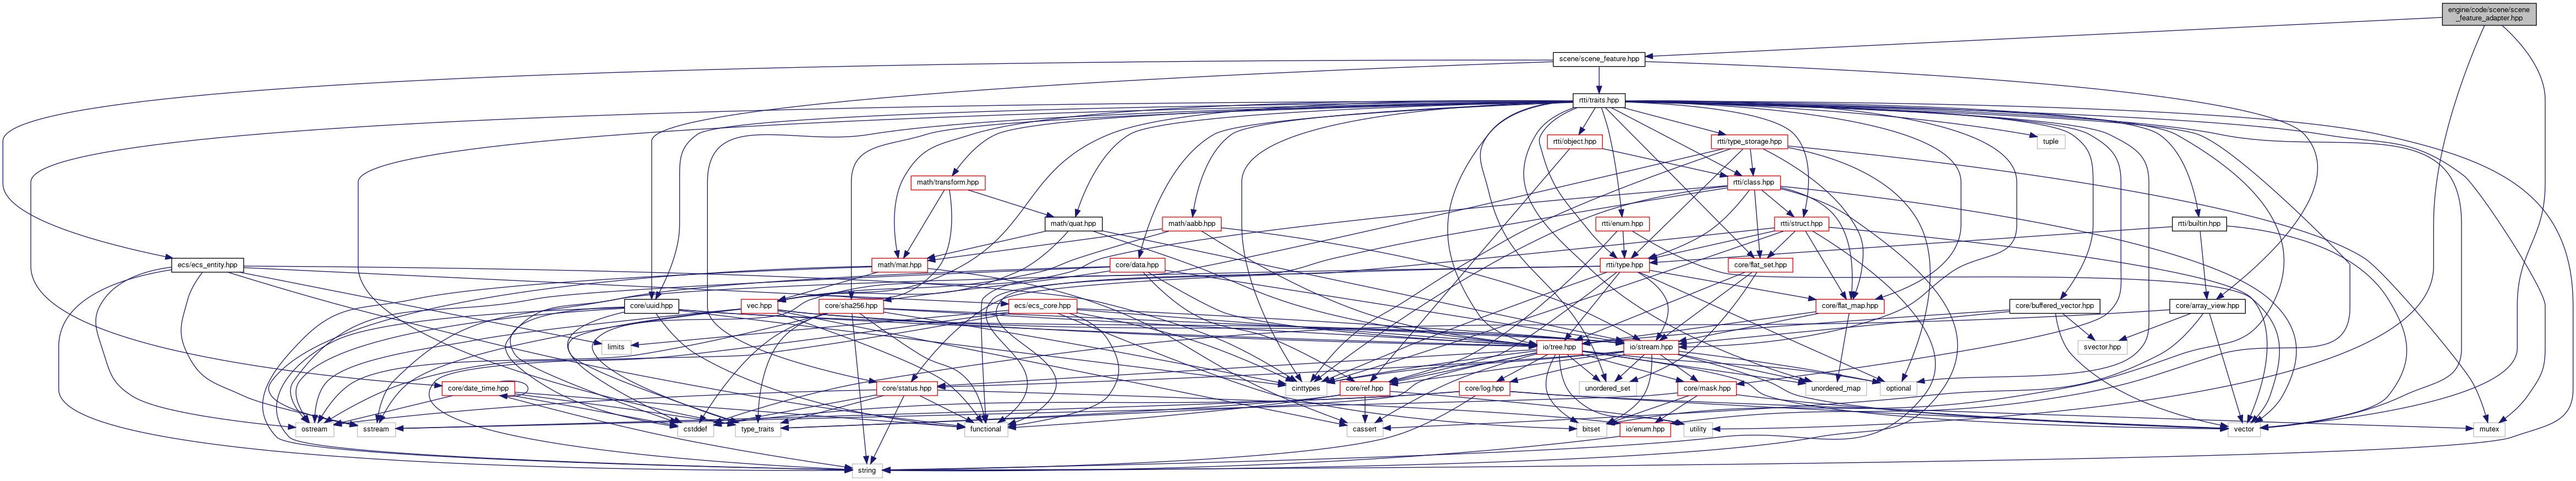 engine/code/scene/scene
_feature_adapter.hpp
scene/scene_feature.hpp
rtti/traits.hpp
rtti/object.hpp
rtti/type_storage.hpp
tuple
math/transform.hpp
rtti/class.hpp
math/quat.hpp
math/aabb.hpp
rtti/enum.hpp
rtti/struct.hpp
rtti/builtin.hpp
ecs/ecs_entity.hpp
math/mat.hpp
core/data.hpp
rtti/type.hpp
core/flat_set.hpp
core/uuid.hpp
vec.hpp
core/sha256.hpp
ecs/ecs_core.hpp
core/flat_map.hpp
core/buffered_vector.hpp
core/array_view.hpp
limits
io/tree.hpp
io/stream.hpp
svector.hpp
core/date_time.hpp
core/status.hpp
cinttypes
core/ref.hpp
core/log.hpp
unordered_set
core/mask.hpp
unordered_map
optional
ostream
sstream
cstddef
type_traits
functional
cassert
bitset
io/enum.hpp
utility
vector
mutex
string